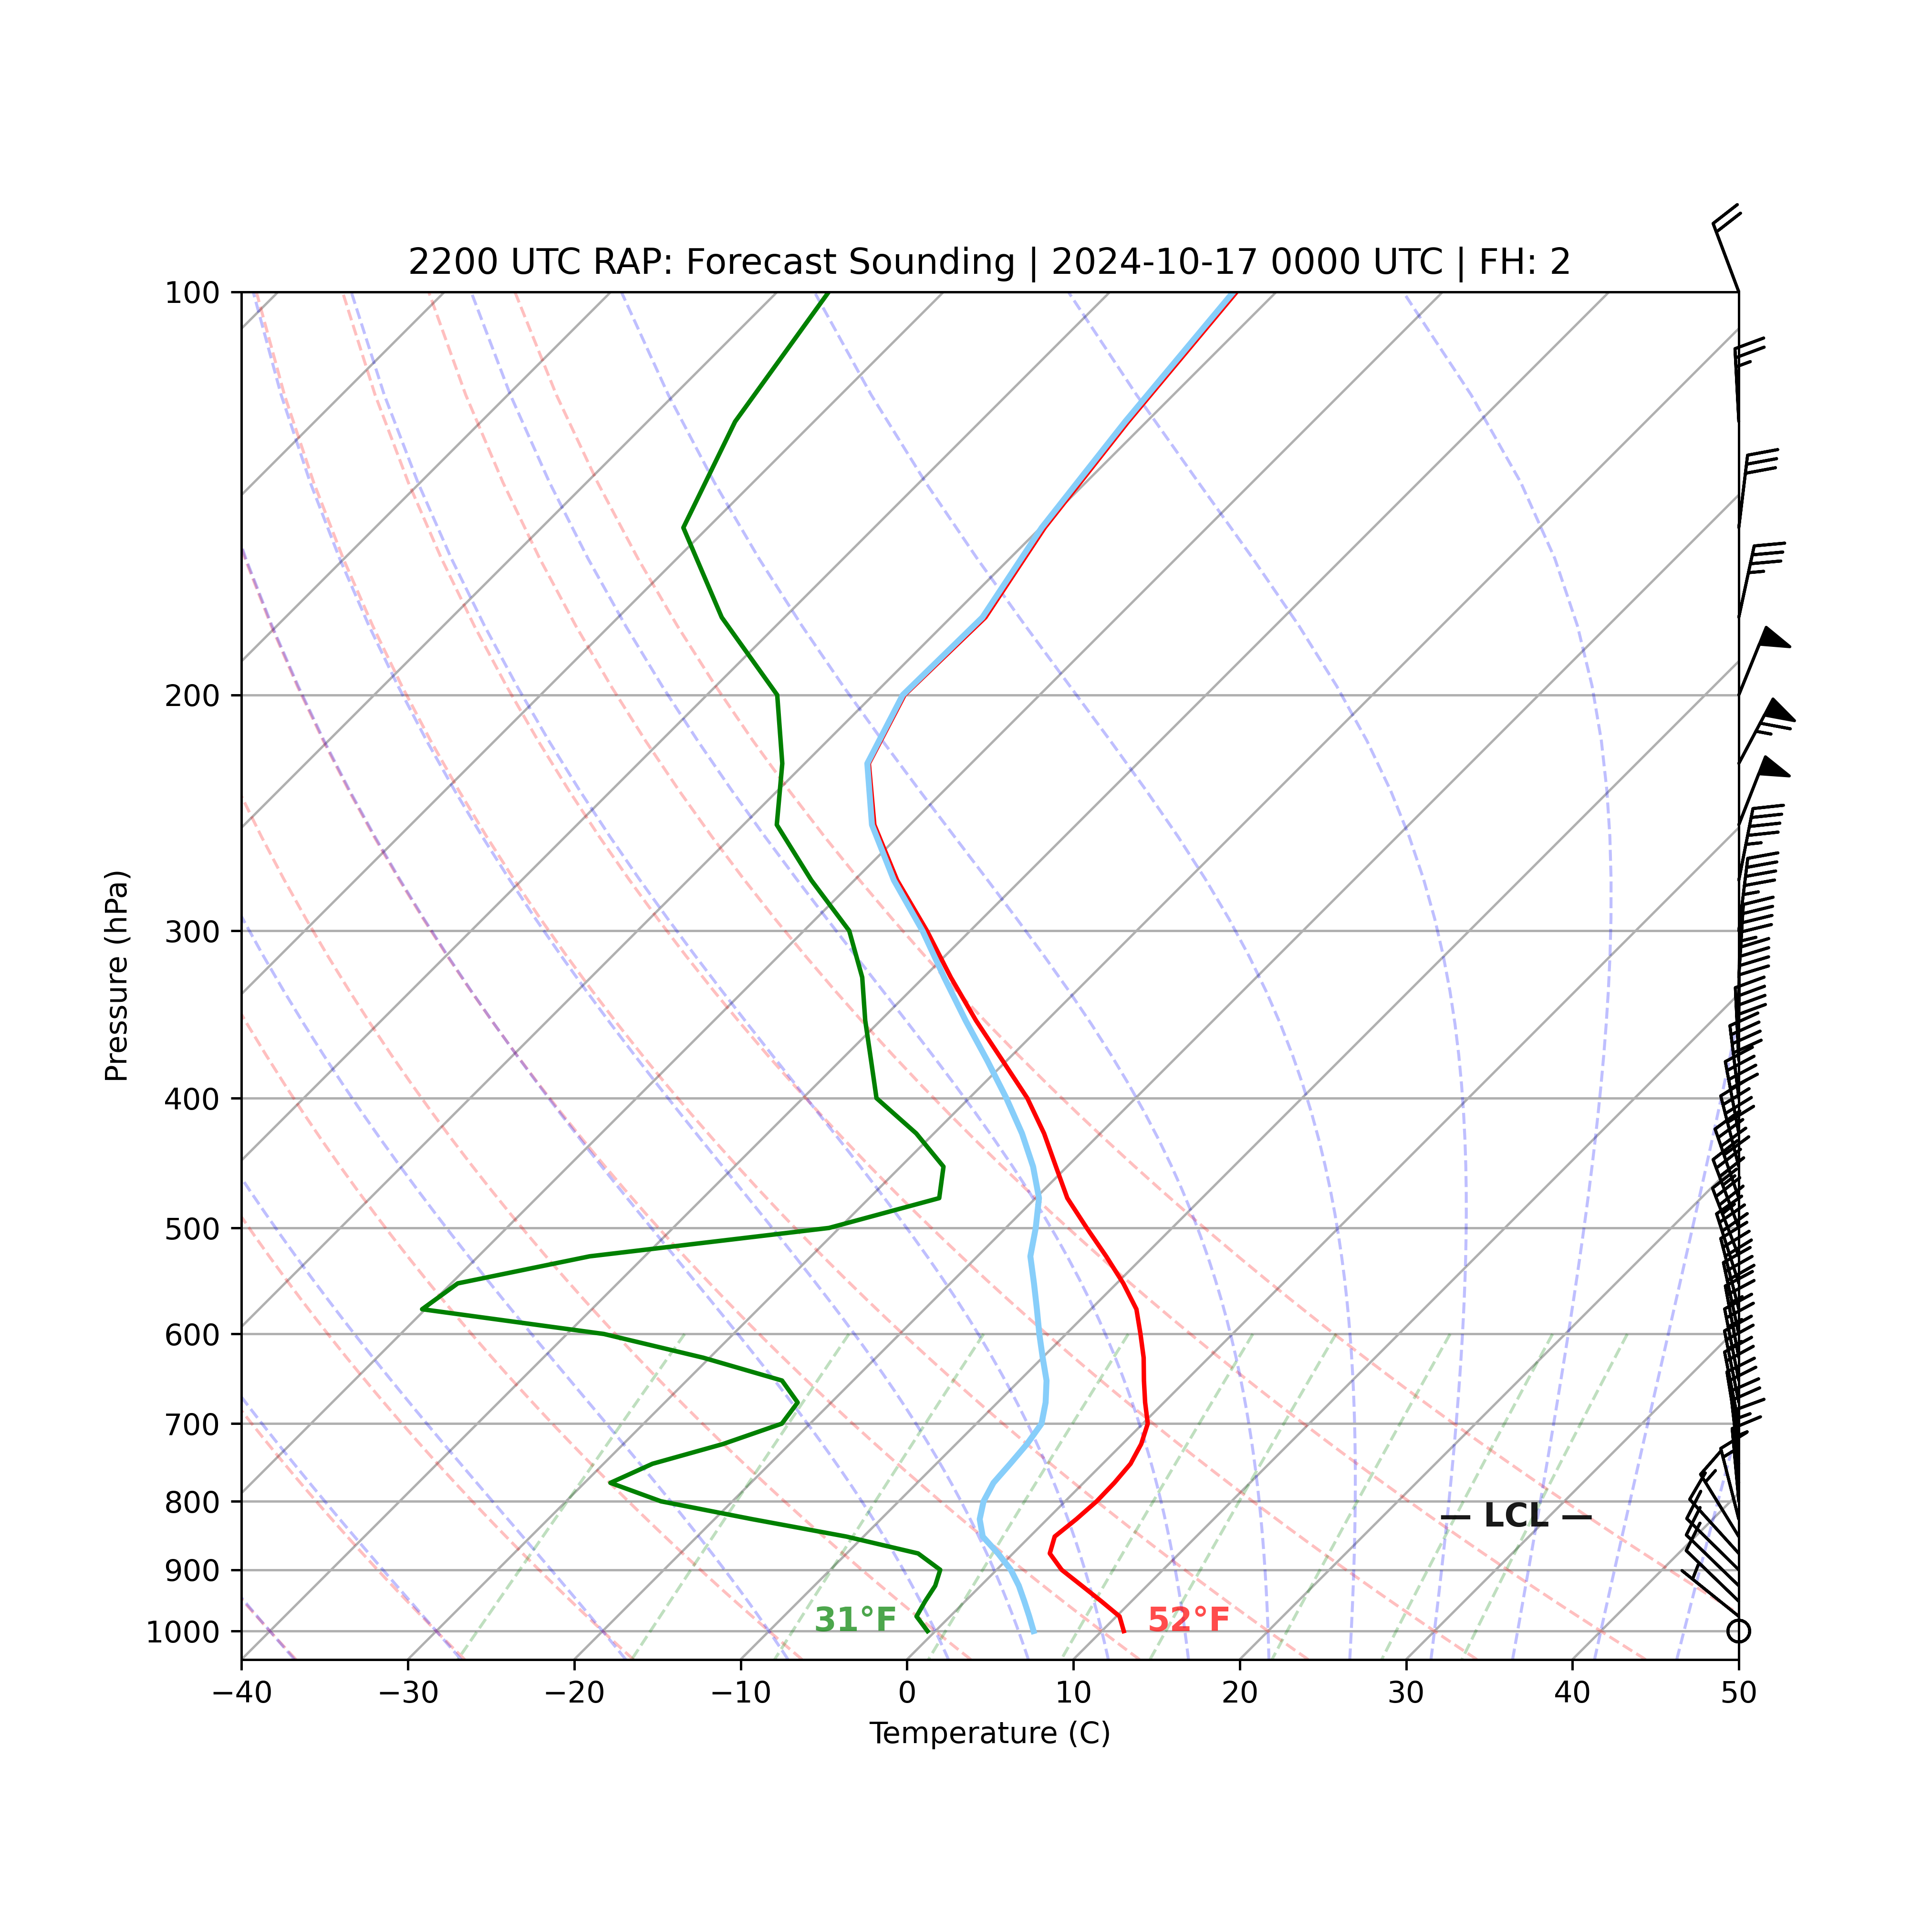 2200 UTC RAP: Forecast Sounding | 2024-10-17 0000 UTC | FH: 2
100
200
300
400
500
600
700
800
900
1000
Pressure (hPa)
— LCL —
31°F
52°F
−40 −30 −20 −10 0 10 20 30 40 50
Temperature (C)